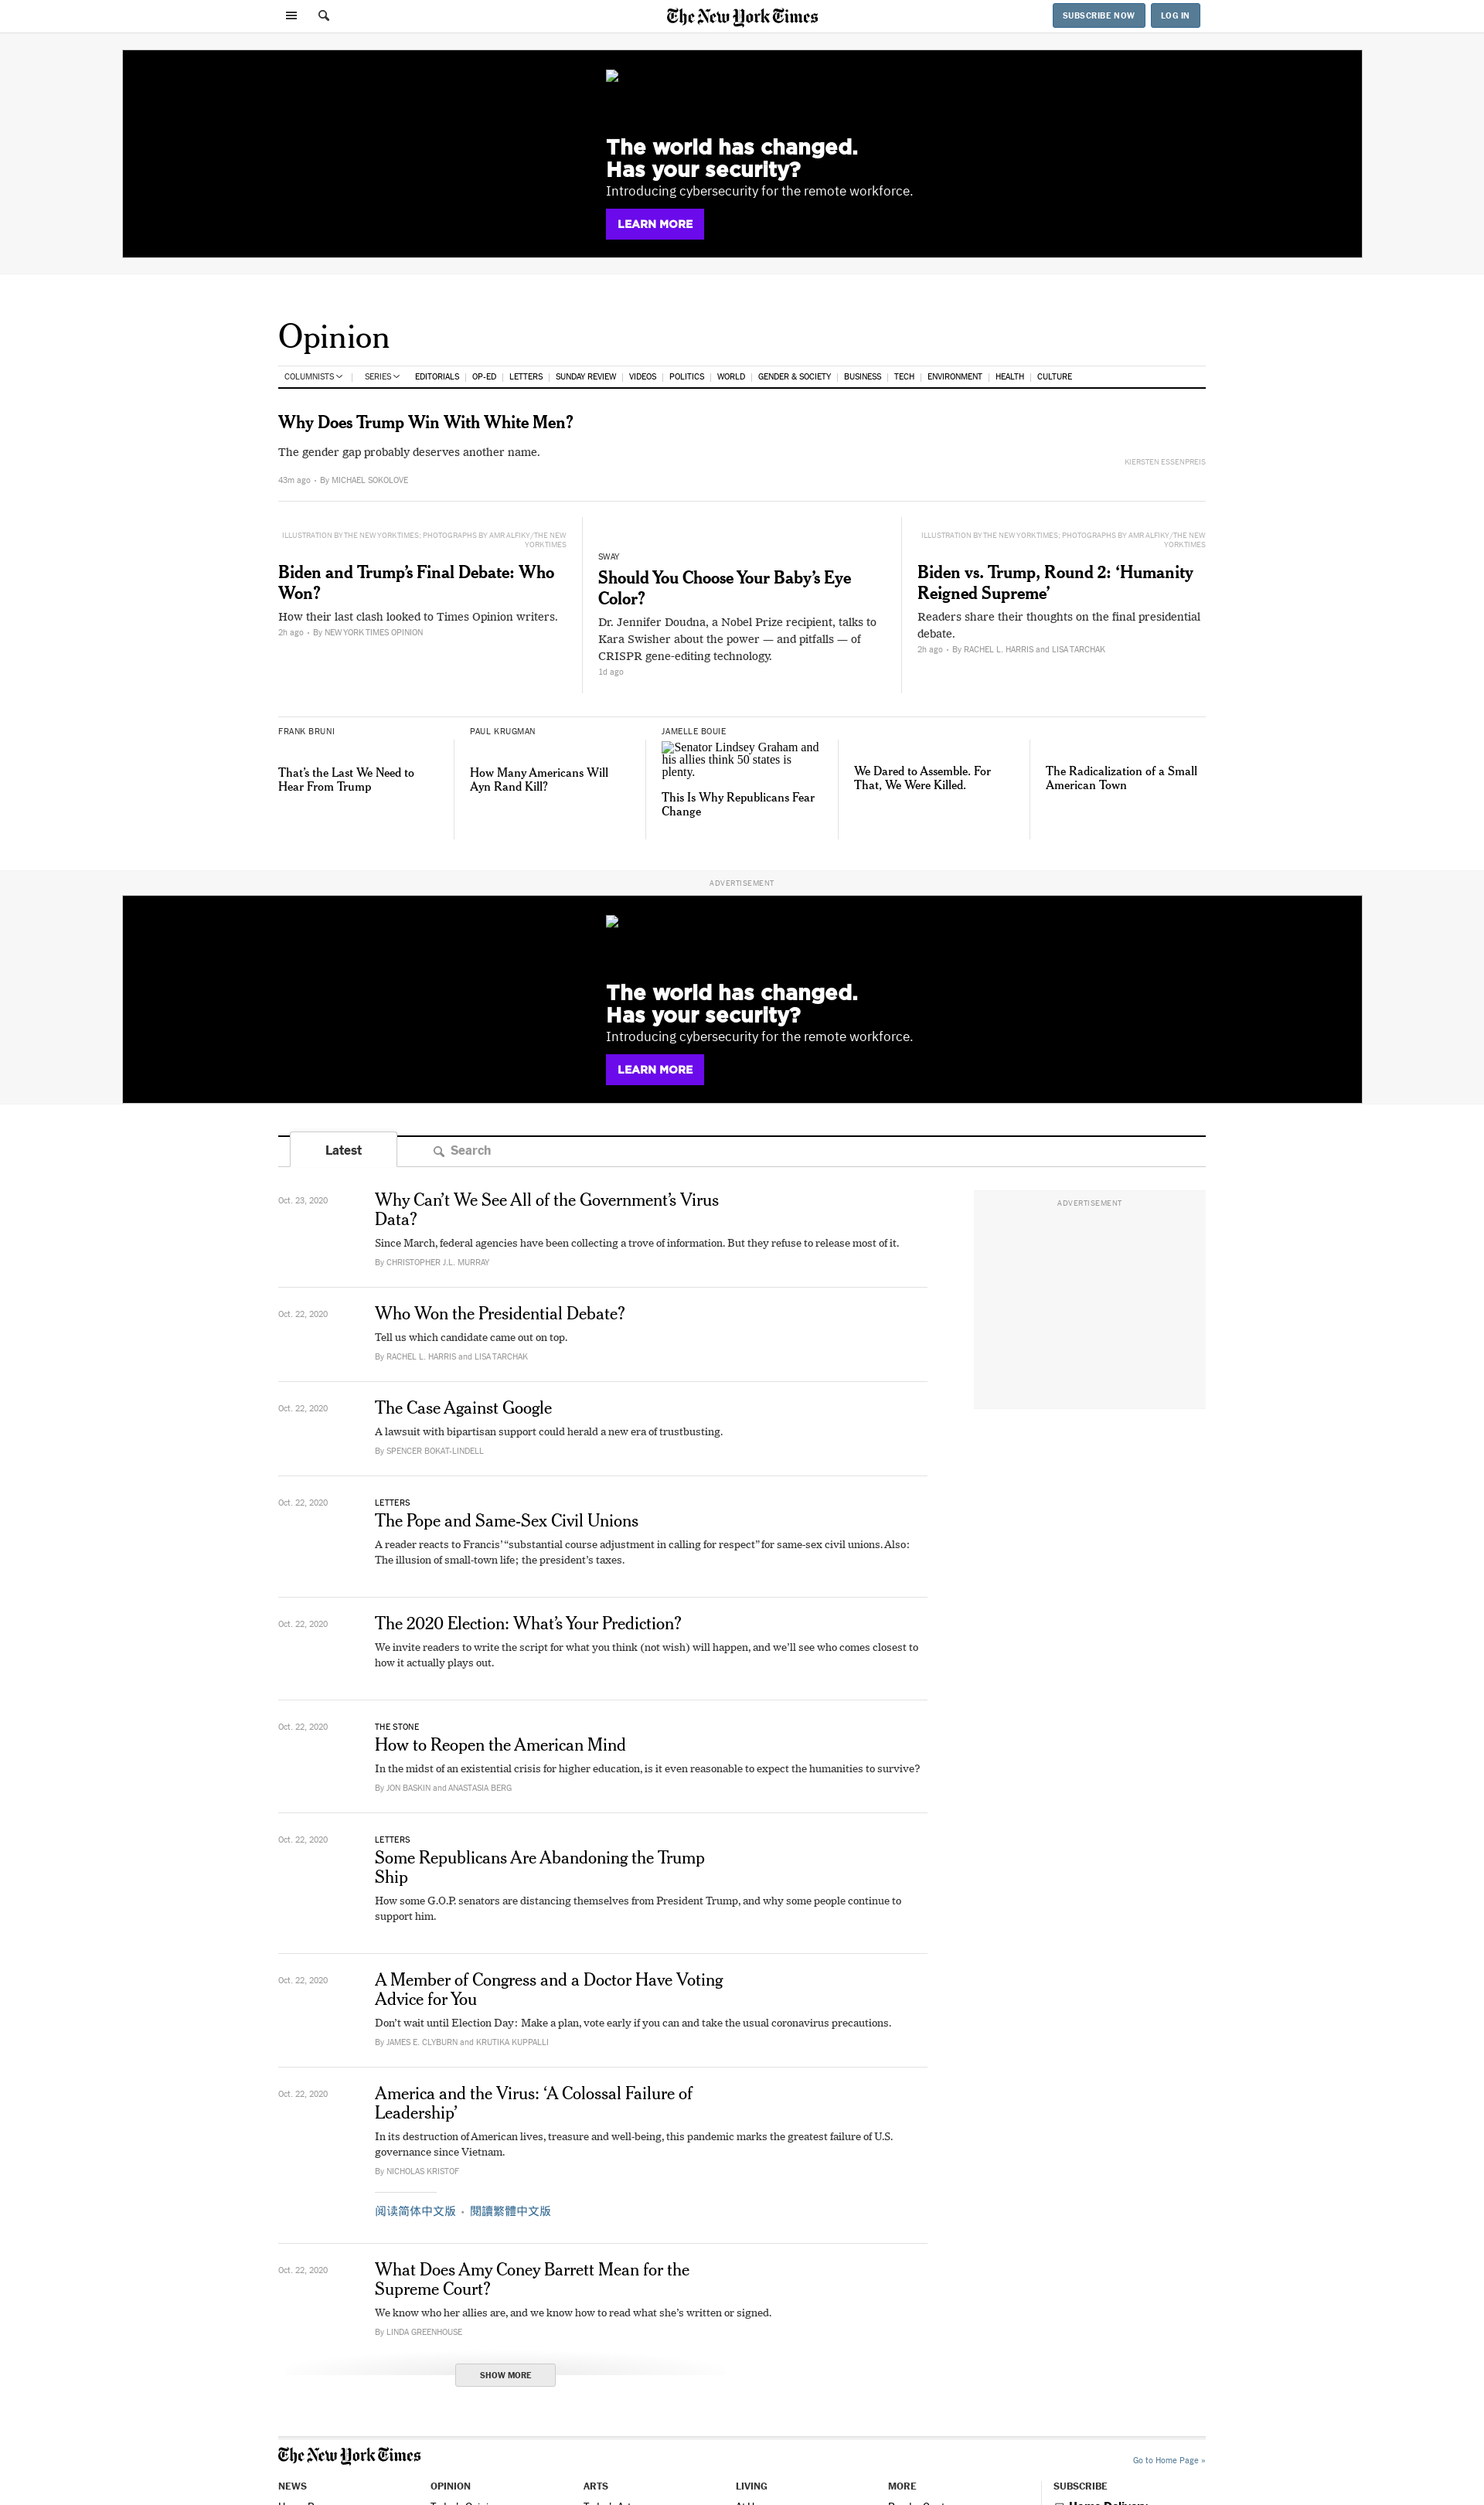 The New York Times
SUBSCRIBE NOW
LOG IN
The world has changed.
Has your security?
Introducing cybersecurity for the remote workforce.
LEARN MORE
Opinion
COLUMNISTS | SERIES EDITORIALS | OP-ED | LETTERS | SUNDAY REVIEW | VIDEOS | POLITICS | WORLD | GENDER & SOCIETY | BUSINESS | TECH | ENVIRONMENT | HEALTH | CULTURE
Why Does Trump Win With White Men?
The gender gap probably deserves another name.
KIERSTEN ESSENPREIS
43m ago • By MICHAEL SOKOLOVE
ILLUSTRATION BY THE NEW YORK TIMES; PHOTOGRAPHS BY AMR ALFIKY/THE NEW
YORK TIMES
Biden and Trump’s Final Debate: Who
Won?
How their last clash looked to Times Opinion writers.
2h ago • By NEW YORK TIMES OPINION
SWAY
Should You Choose Your Baby’s Eye
Color?
Dr. Jennifer Doudna, a Nobel Prize recipient, talks to
Kara Swisher about the power — and pitfalls — of
CRISPR gene-editing technology.
1d ago
ILLUSTRATION BY THE NEW YORK TIMES; PHOTOGRAPHS BY AMR ALFIKY/THE NEW
YORK TIMES
Biden vs. Trump, Round 2: ‘Humanity
Reigned Supreme’
Readers share their thoughts on the final presidential
debate.
2h ago • By RACHEL L. HARRIS and LISA TARCHAK
FRANK BRUNI
That’s the Last We Need to
Hear From Trump
PAUL KRUGMAN
How Many Americans Will
Ayn Rand Kill?
JAMELLE BOUIE
Senator Lindsey Graham and
his allies think 50 states is
plenty.
This Is Why Republicans Fear
Change
We Dared to Assemble. For
That, We Were Killed.
The Radicalization of a Small
American Town
ADVERTISEMENT
The world has changed.
Has your security?
Introducing cybersecurity for the remote workforce.
LEARN MORE
Latest
Search
ADVERTISEMENT
Oct. 23, 2020
Why Can’t We See All of the Government’s Virus
Data?
Since March, federal agencies have been collecting a trove of information. But they refuse to release most of it.
By CHRISTOPHER J.L. MURRAY
Oct. 22, 2020
Who Won the Presidential Debate?
Tell us which candidate came out on top.
By RACHEL L. HARRIS and LISA TARCHAK
Oct. 22, 2020
The Case Against Google
A lawsuit with bipartisan support could herald a new era of trustbusting.
By SPENCER BOKAT-LINDELL
Oct. 22, 2020
LETTERS
The Pope and Same-Sex Civil Unions
A reader reacts to Francis’ “substantial course adjustment in calling for respect” for same-sex civil unions. Also:
The illusion of small-town life; the president’s taxes.
Oct. 22, 2020
The 2020 Election: What’s Your Prediction?
We invite readers to write the script for what you think (not wish) will happen, and we’ll see who comes closest to
how it actually plays out.
Oct. 22, 2020
THE STONE
How to Reopen the American Mind
In the midst of an existential crisis for higher education, is it even reasonable to expect the humanities to survive?
By JON BASKIN and ANASTASIA BERG
Oct. 22, 2020
LETTERS
Some Republicans Are Abandoning the Trump
Ship
How some G.O.P. senators are distancing themselves from President Trump, and why some people continue to
support him.
Oct. 22, 2020
A Member of Congress and a Doctor Have Voting
Advice for You
Don’t wait until Election Day: Make a plan, vote early if you can and take the usual coronavirus precautions.
By JAMES E. CLYBURN and KRUTIKA KUPPALLI
Oct. 22, 2020
America and the Virus: ‘A Colossal Failure of
Leadership’
In its destruction of American lives, treasure and well-being, this pandemic marks the greatest failure of U.S.
governance since Vietnam.
By NICHOLAS KRISTOF
阅读简体中文版 • 閱讀繁體中文版
Oct. 22, 2020
What Does Amy Coney Barrett Mean for the
Supreme Court?
We know who her allies are, and we know how to read what she’s written or signed.
By LINDA GREENHOUSE
SHOW MORE
The New York Times
Go to Home Page »
NEWS
OPINION
ARTS
LIVING
MORE
SUBSCRIBE